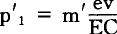 p′₁ = m′ ev/EC